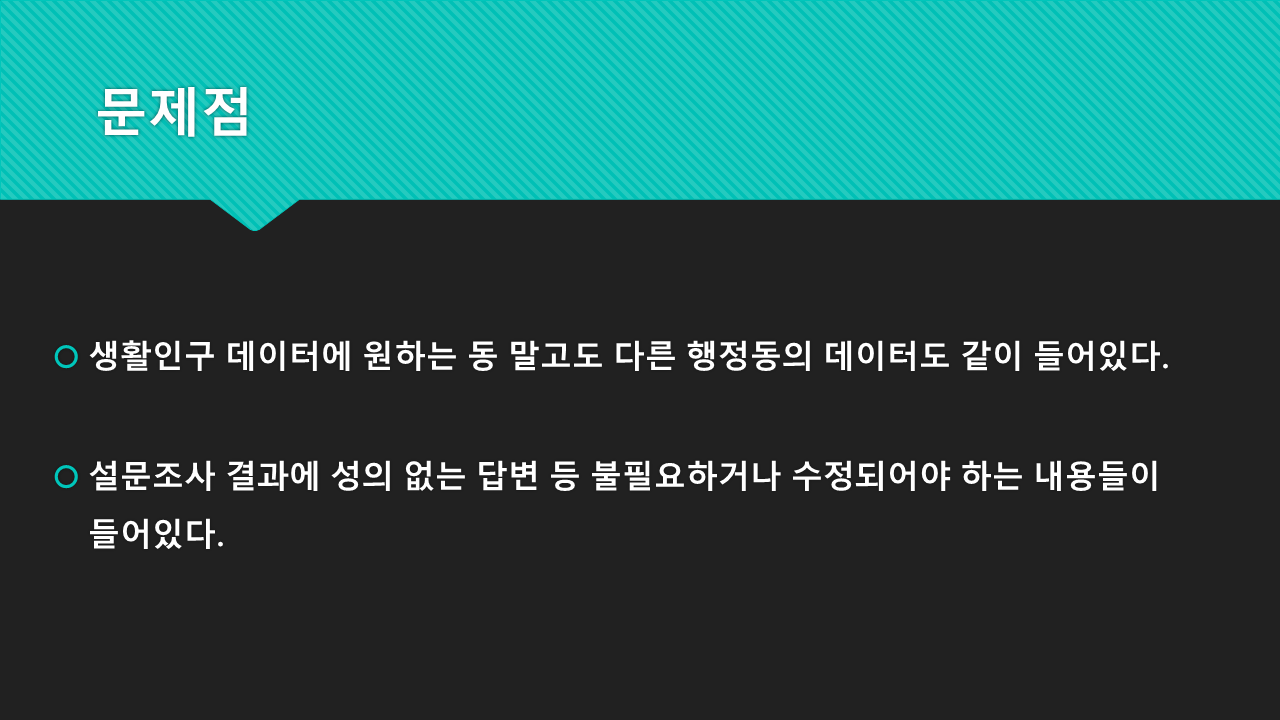 문제점
생활인구 데이터에 원하는 동 말고도 다른 행정동의 데이터도 같이 들어있다.
설문조사 결과에 성의 없는 답변 등 불필요하거나 수정되어야 하는 내용들이
들어있다.